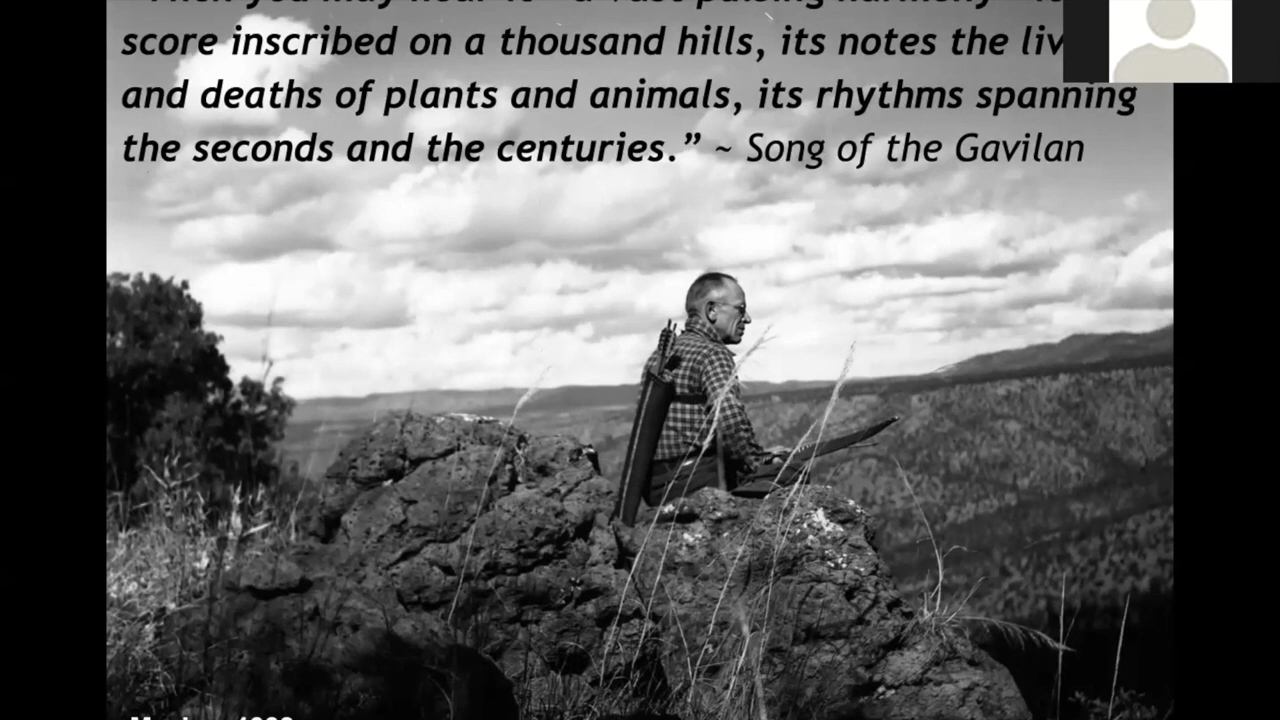 score inscribed on a thousand hills, its notes the liv
and deaths of plants and animals, its rhythms spanning
the seconds and the centuries.” ~ Song of the Gavilan